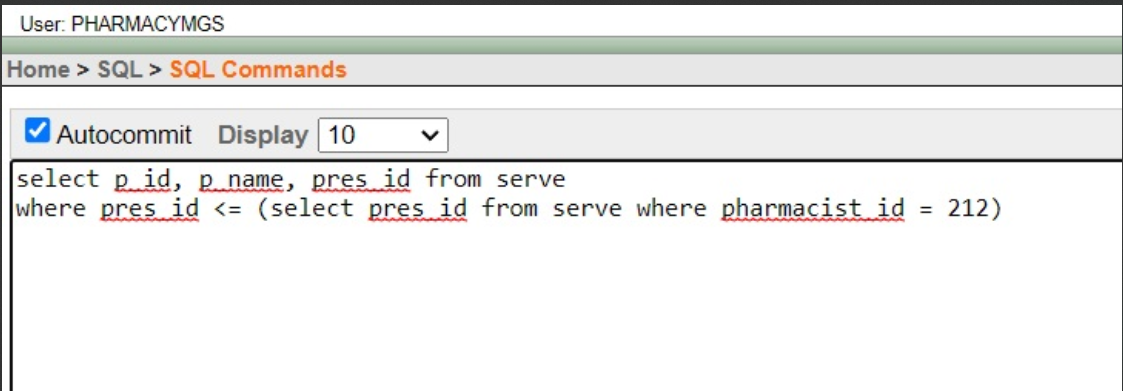 User: PHARMACYMGS
Home > SQL > SQL Commands
Autocommit Display 10
select p_id, p_name, pres_id from serve
where pres_id <= (select pres_id from serve where pharmacist_id = 212)